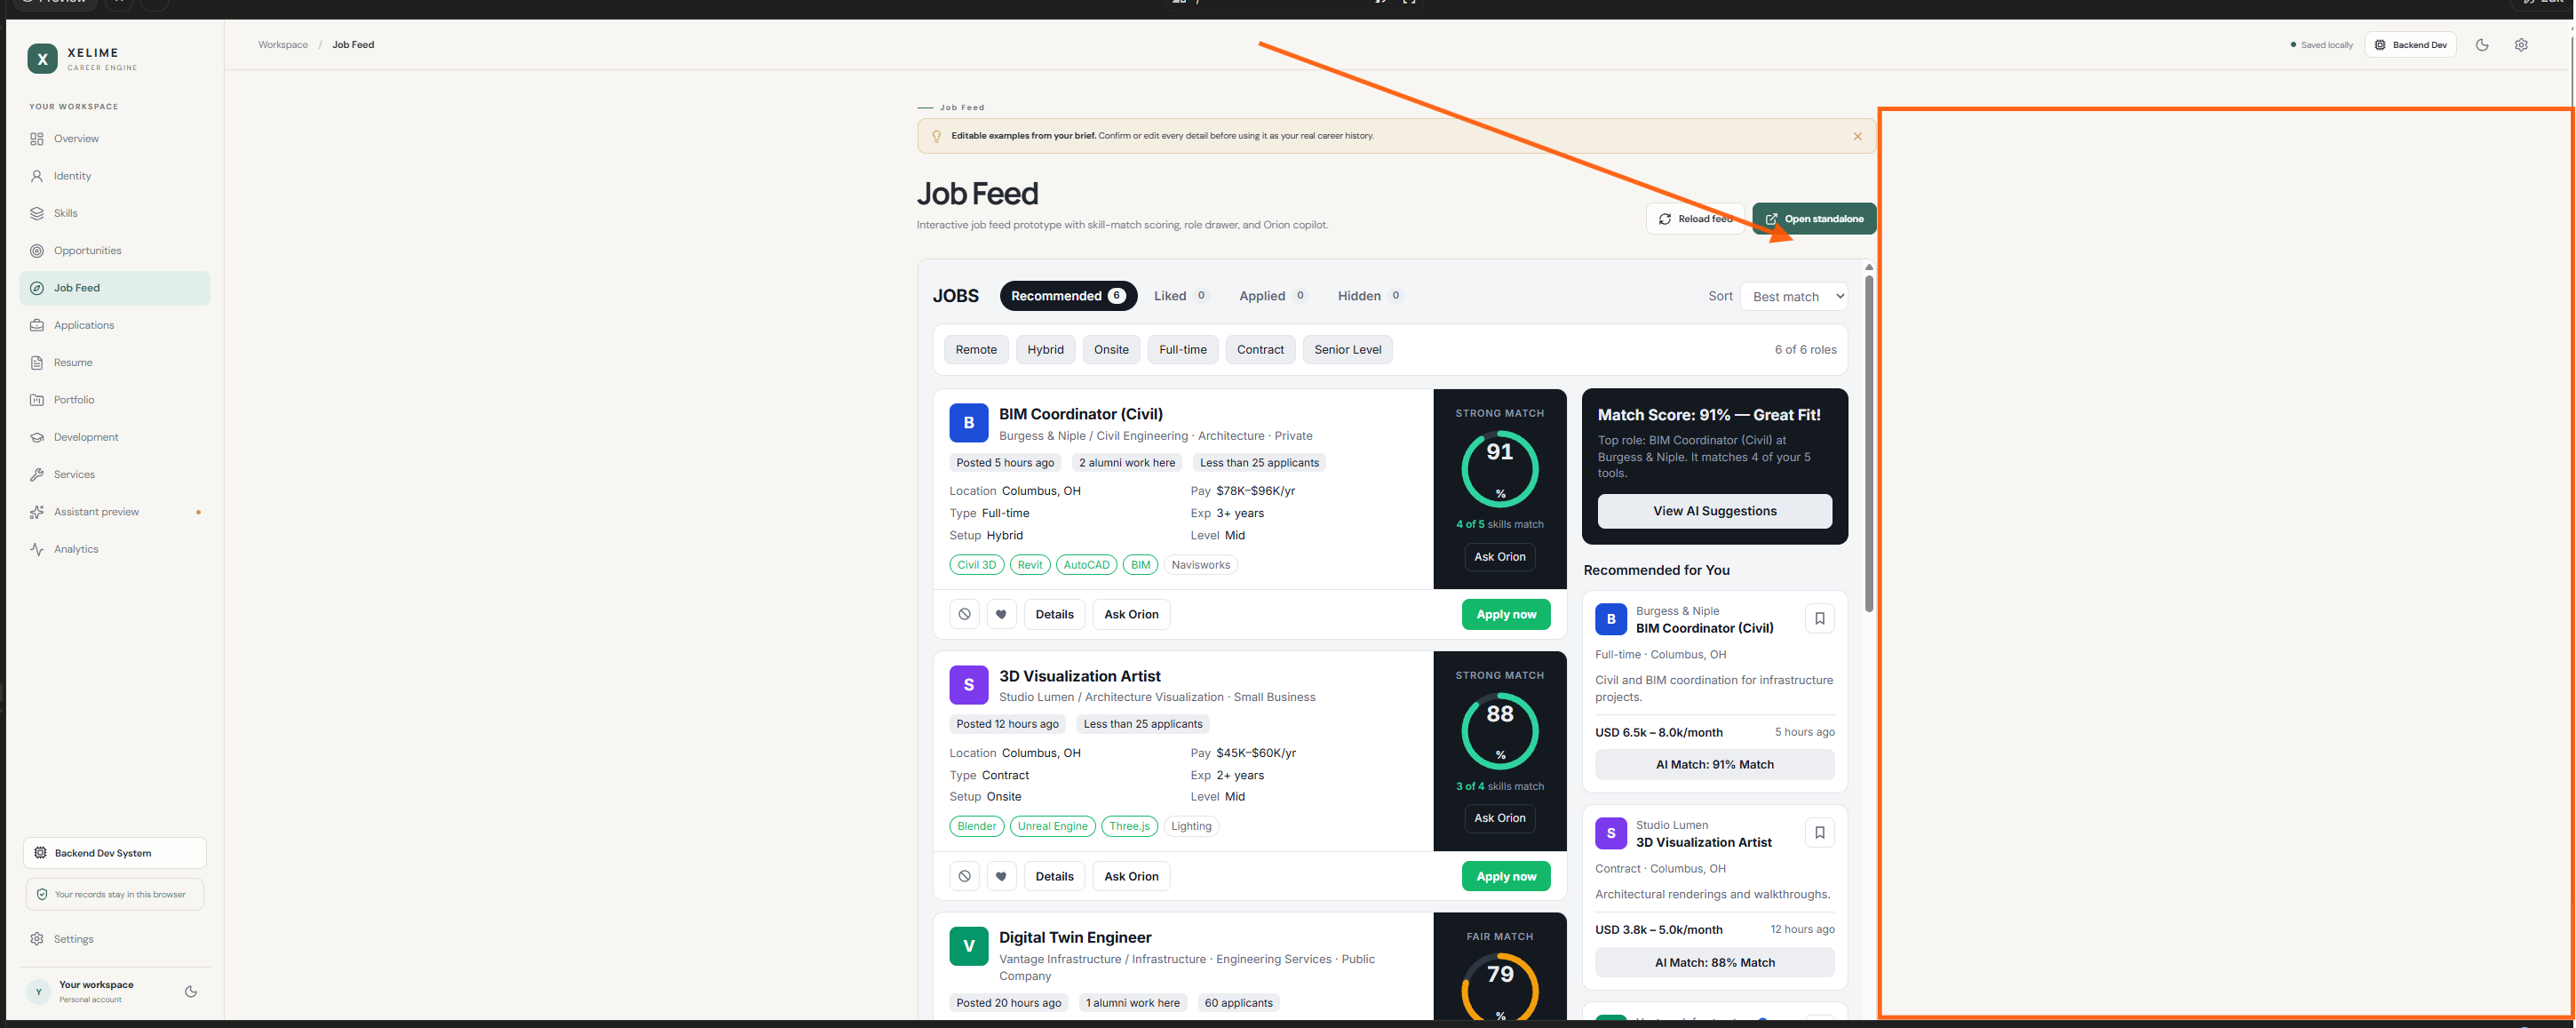 Preview
X
XELIME
CAREER ENGINE
YOUR WORKSPACE
Overview
Identity
Skills
Opportunities
Job Feed
Applications
Resume
Portfolio
Development
Services
Assistant preview
Analytics
Backend Dev System
Your records stay in this browser
Settings
Y
Your workspace
Personal account
Workspace / Job Feed
Saved locally
Backend Dev
Job Feed
Editable examples from your brief. Confirm or edit every detail before using it as your real career history.
Job Feed
Interactive job feed prototype with skill-match scoring, role drawer, and Orion copilot.
Reload feed
Open standalone
JOBS
Recommended 6
Liked 0
Applied 0
Hidden 0
Sort
Best match
Remote
Hybrid
Onsite
Full-time
Contract
Senior Level
6 of 6 roles
B
BIM Coordinator (Civil)
Burgess & Niple / Civil Engineering · Architecture · Private
Posted 5 hours ago
2 alumni work here
Less than 25 applicants
Location Columbus, OH
Pay $78K–$96K/yr
Type Full-time
Exp 3+ years
Setup Hybrid
Level Mid
Civil 3D
Revit
AutoCAD
BIM
Navisworks
STRONG MATCH
91
%
4 of 5 skills match
Ask Orion
Details
Ask Orion
Apply now
S
3D Visualization Artist
Studio Lumen / Architecture Visualization · Small Business
Posted 12 hours ago
Less than 25 applicants
Location Columbus, OH
Pay $45K–$60K/yr
Type Contract
Exp 2+ years
Setup Onsite
Level Mid
Blender
Unreal Engine
Three.js
Lighting
STRONG MATCH
88
%
3 of 4 skills match
Ask Orion
Details
Ask Orion
Apply now
V
Digital Twin Engineer
Vantage Infrastructure / Infrastructure · Engineering Services · Public
Company
Posted 20 hours ago
1 alumni work here
60 applicants
FAIR MATCH
79
%
Match Score: 91% — Great Fit!
Top role: BIM Coordinator (Civil) at
Burgess & Niple. It matches 4 of your 5
tools.
View AI Suggestions
Recommended for You
B
Burgess & Niple
BIM Coordinator (Civil)
Full-time · Columbus, OH
Civil and BIM coordination for infrastructure
projects.
USD 6.5k – 8.0k/month
5 hours ago
AI Match: 91% Match
S
Studio Lumen
3D Visualization Artist
Contract · Columbus, OH
Architectural renderings and walkthroughs.
USD 3.8k – 5.0k/month
12 hours ago
AI Match: 88% Match